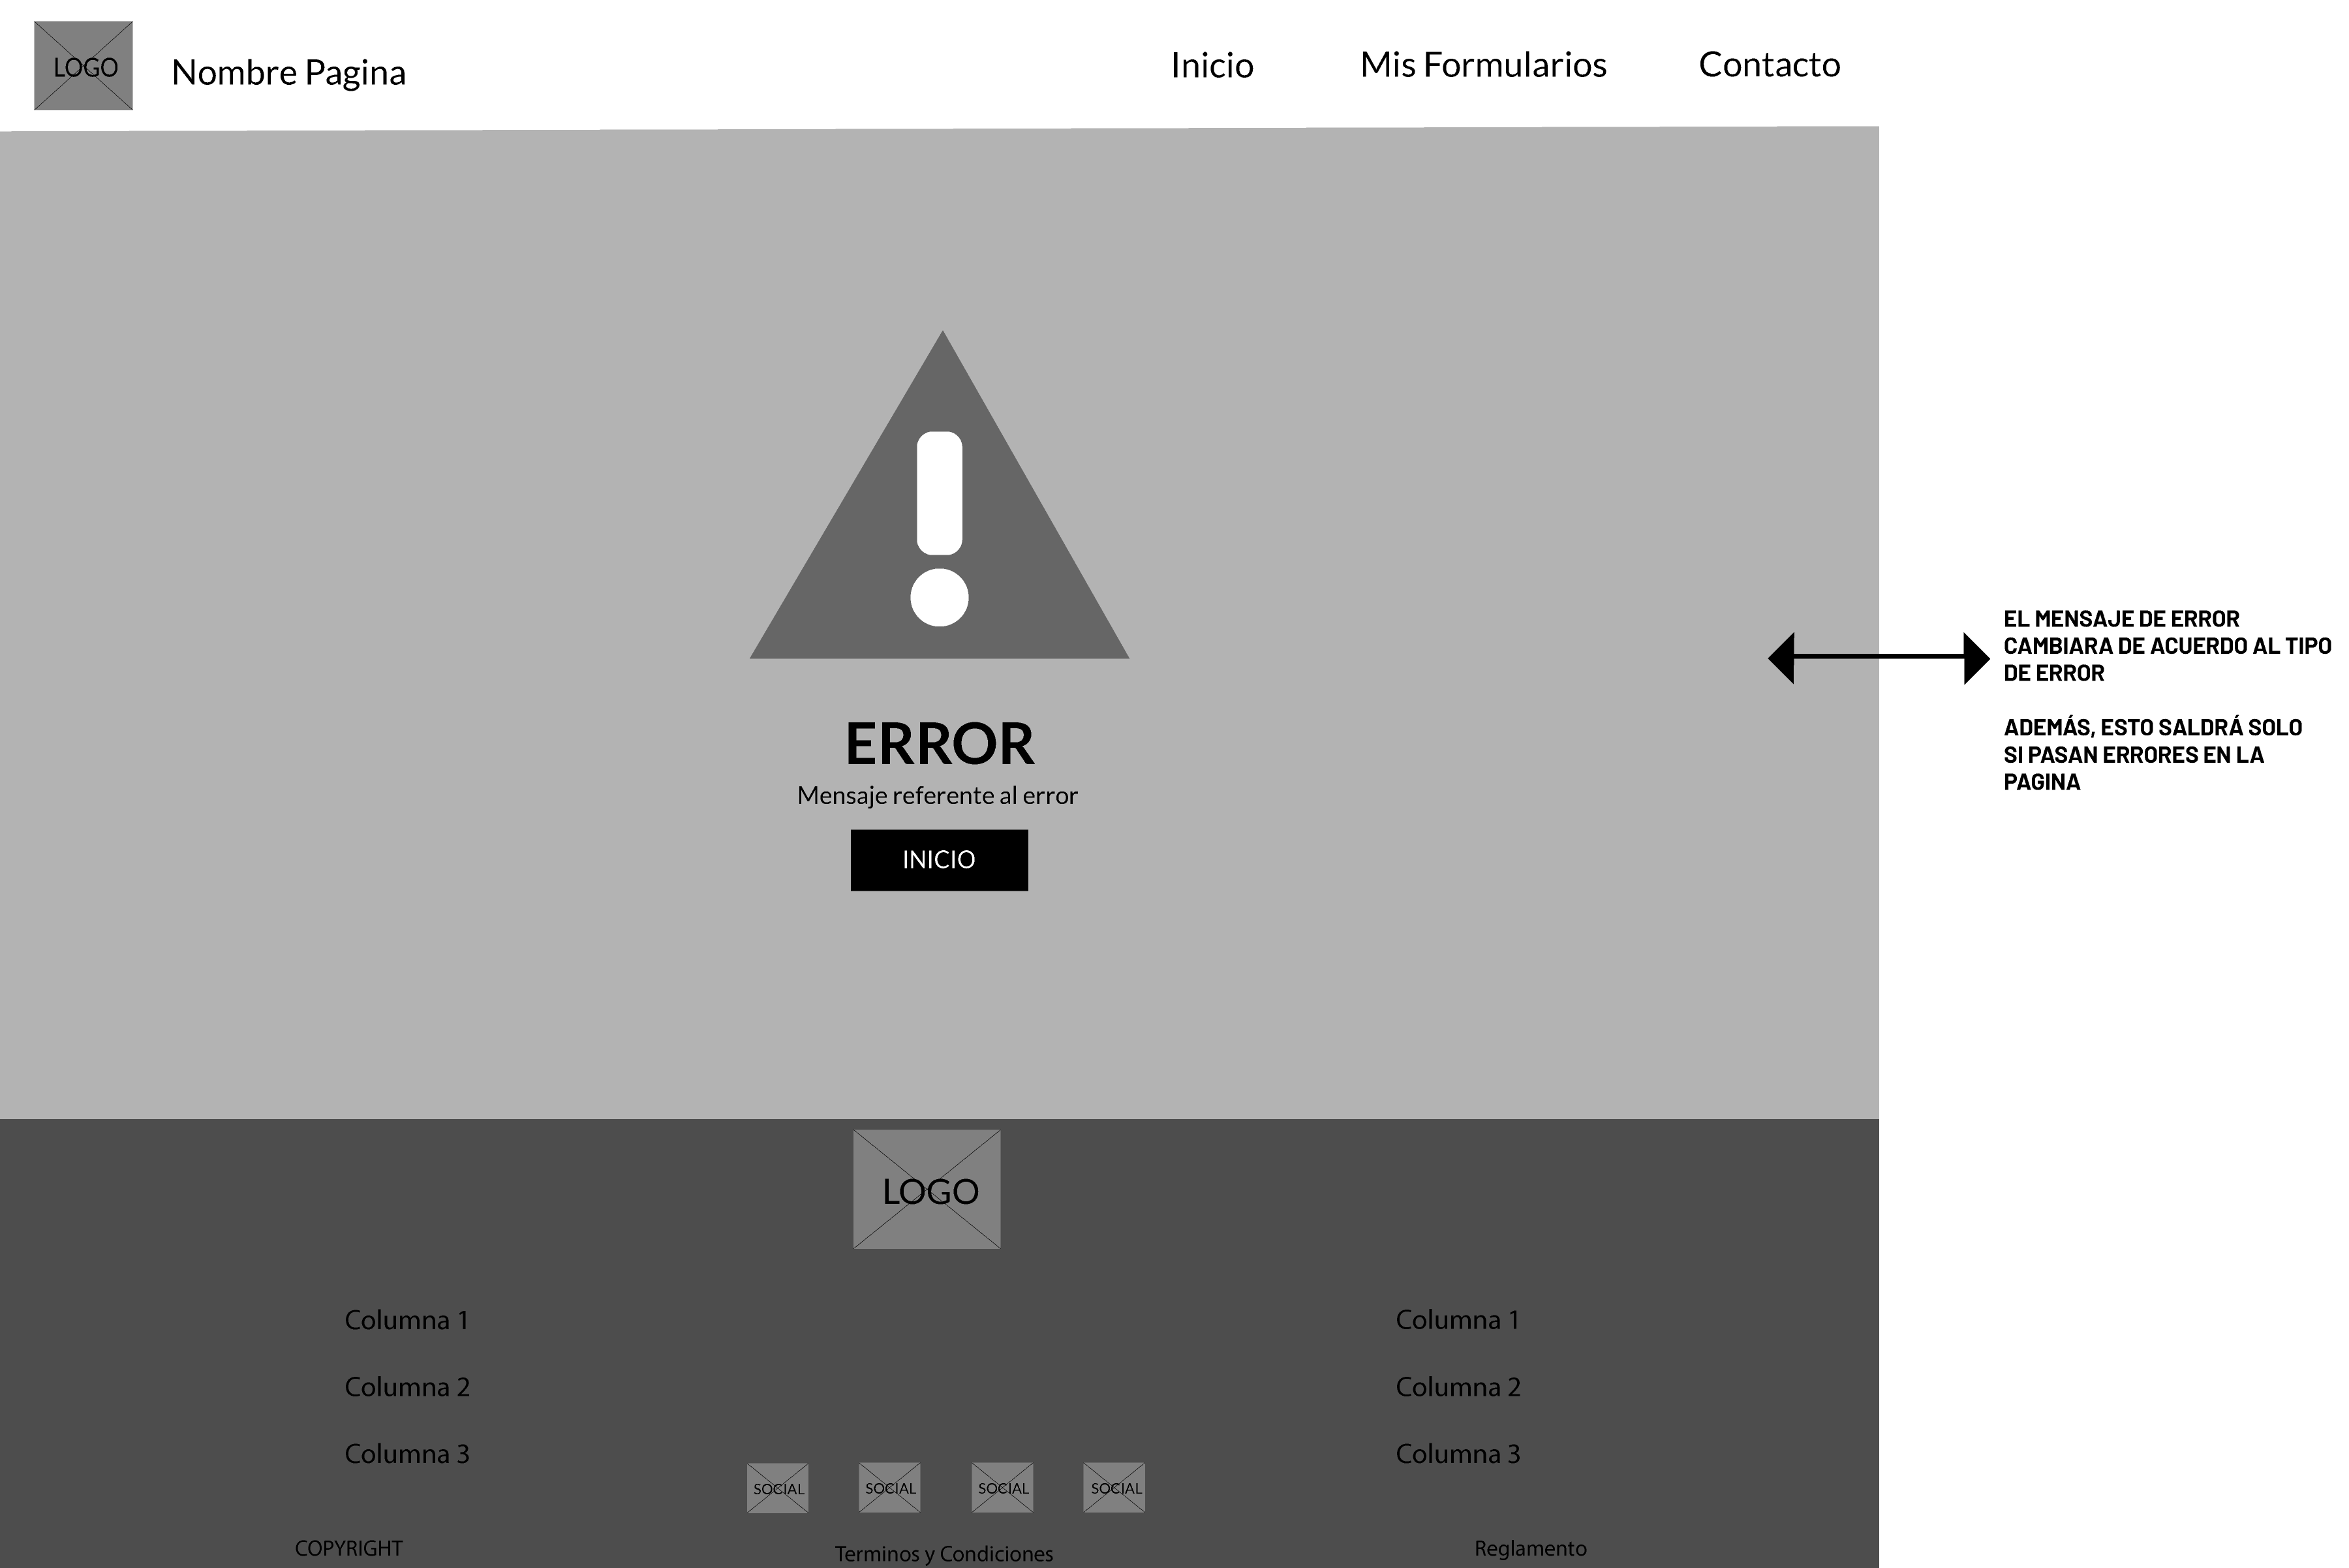 LOGO
Nombre Pagina
Inicio
Mis Formularios
Contacto
ERROR
Mensaje referente al error
INICIO
EL MENSAJE DE ERROR
CAMBIARA DE ACUERDO AL TIPO
DE ERROR
ADEMÁS, ESTO SALDRÁ SOLO
SI PASAN ERRORES EN LA
PAGINA
LOGO
Columna 1
Columna 2
Columna 3
Columna 1
Columna 2
Columna 3
SOCIAL
SOCIAL
SOCIAL
SOCIAL
COPYRIGHT
Terminos y Condiciones
Reglamento